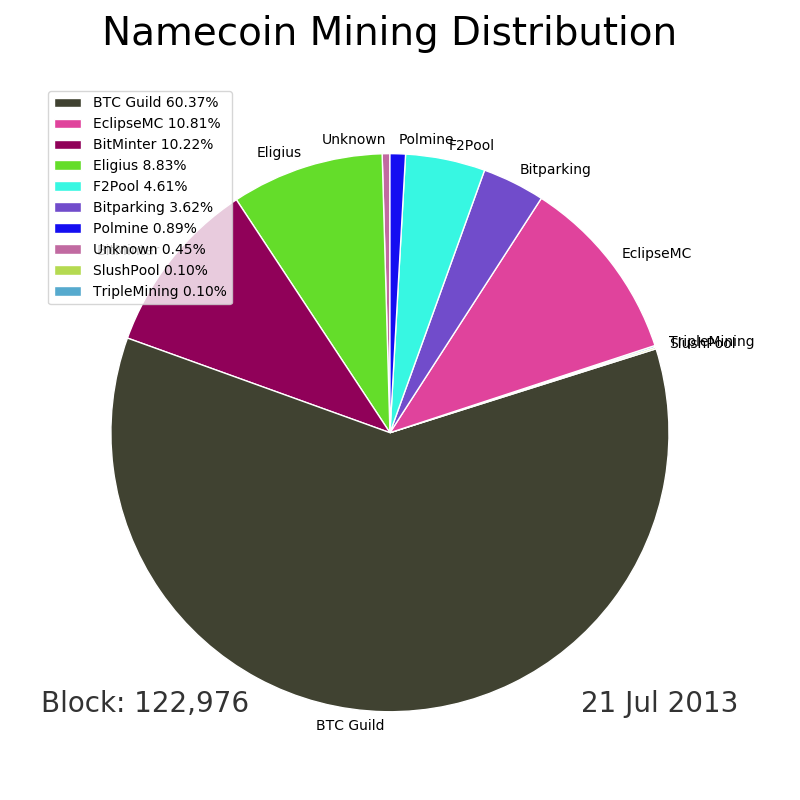 Namecoin Mining Distribution
BTC Guild 60.37%
EclipseMC 10.81%
BitMinter 10.22%
Eligius 8.83%
F2Pool 4.61%
Bitparking 3.62%
Polmine 0.89%
Unknown 0.45%
SlushPool 0.10%
TripleMining 0.10%
Eligius
Unknown
Polmine
F2Pool
Bitparking
EclipseMC
TripleMining
SlushPool
BTC Guild
Block: 122,976
21 Jul 2013